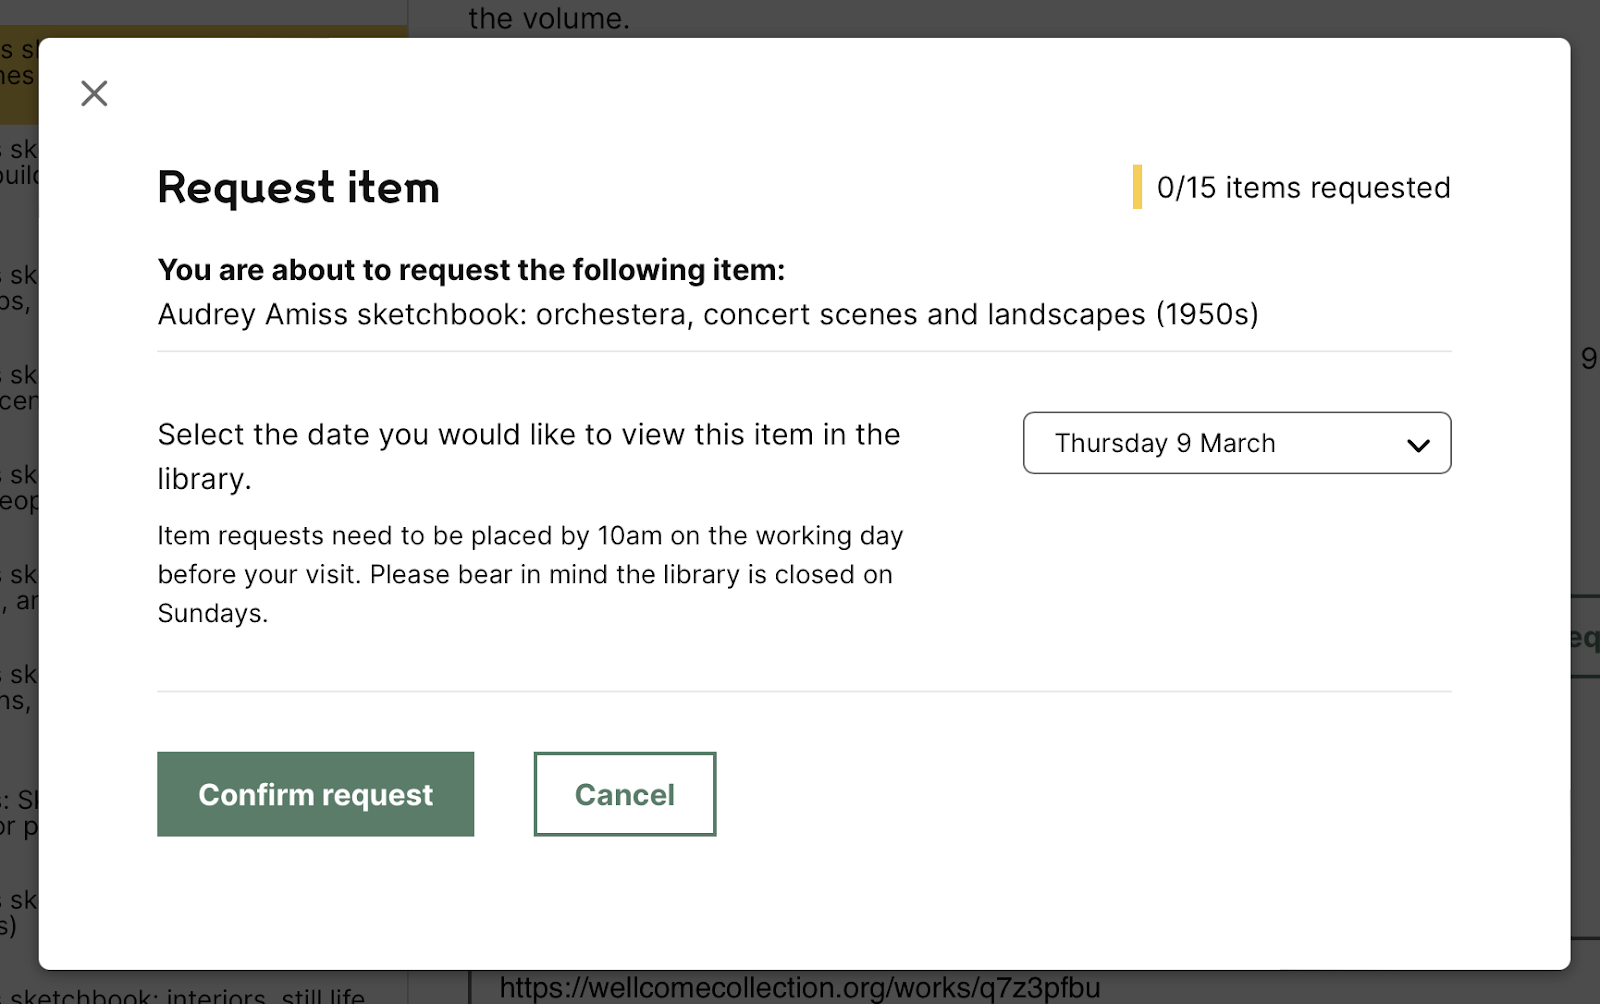 the volume.
Request item
0/15 items requested
You are about to request the following item:
Audrey Amiss sketchbook: orchestera, concert scenes and landscapes (1950s)
Select the date you would like to view this item in the
library.
Thursday 9 March
Item requests need to be placed by 10am on the working day
before your visit. Please bear in mind the library is closed on
Sundays.
Confirm request
Cancel
9
https://wellcomecollection.org/works/q7z3pfbu
sketchbook: interiors, still life